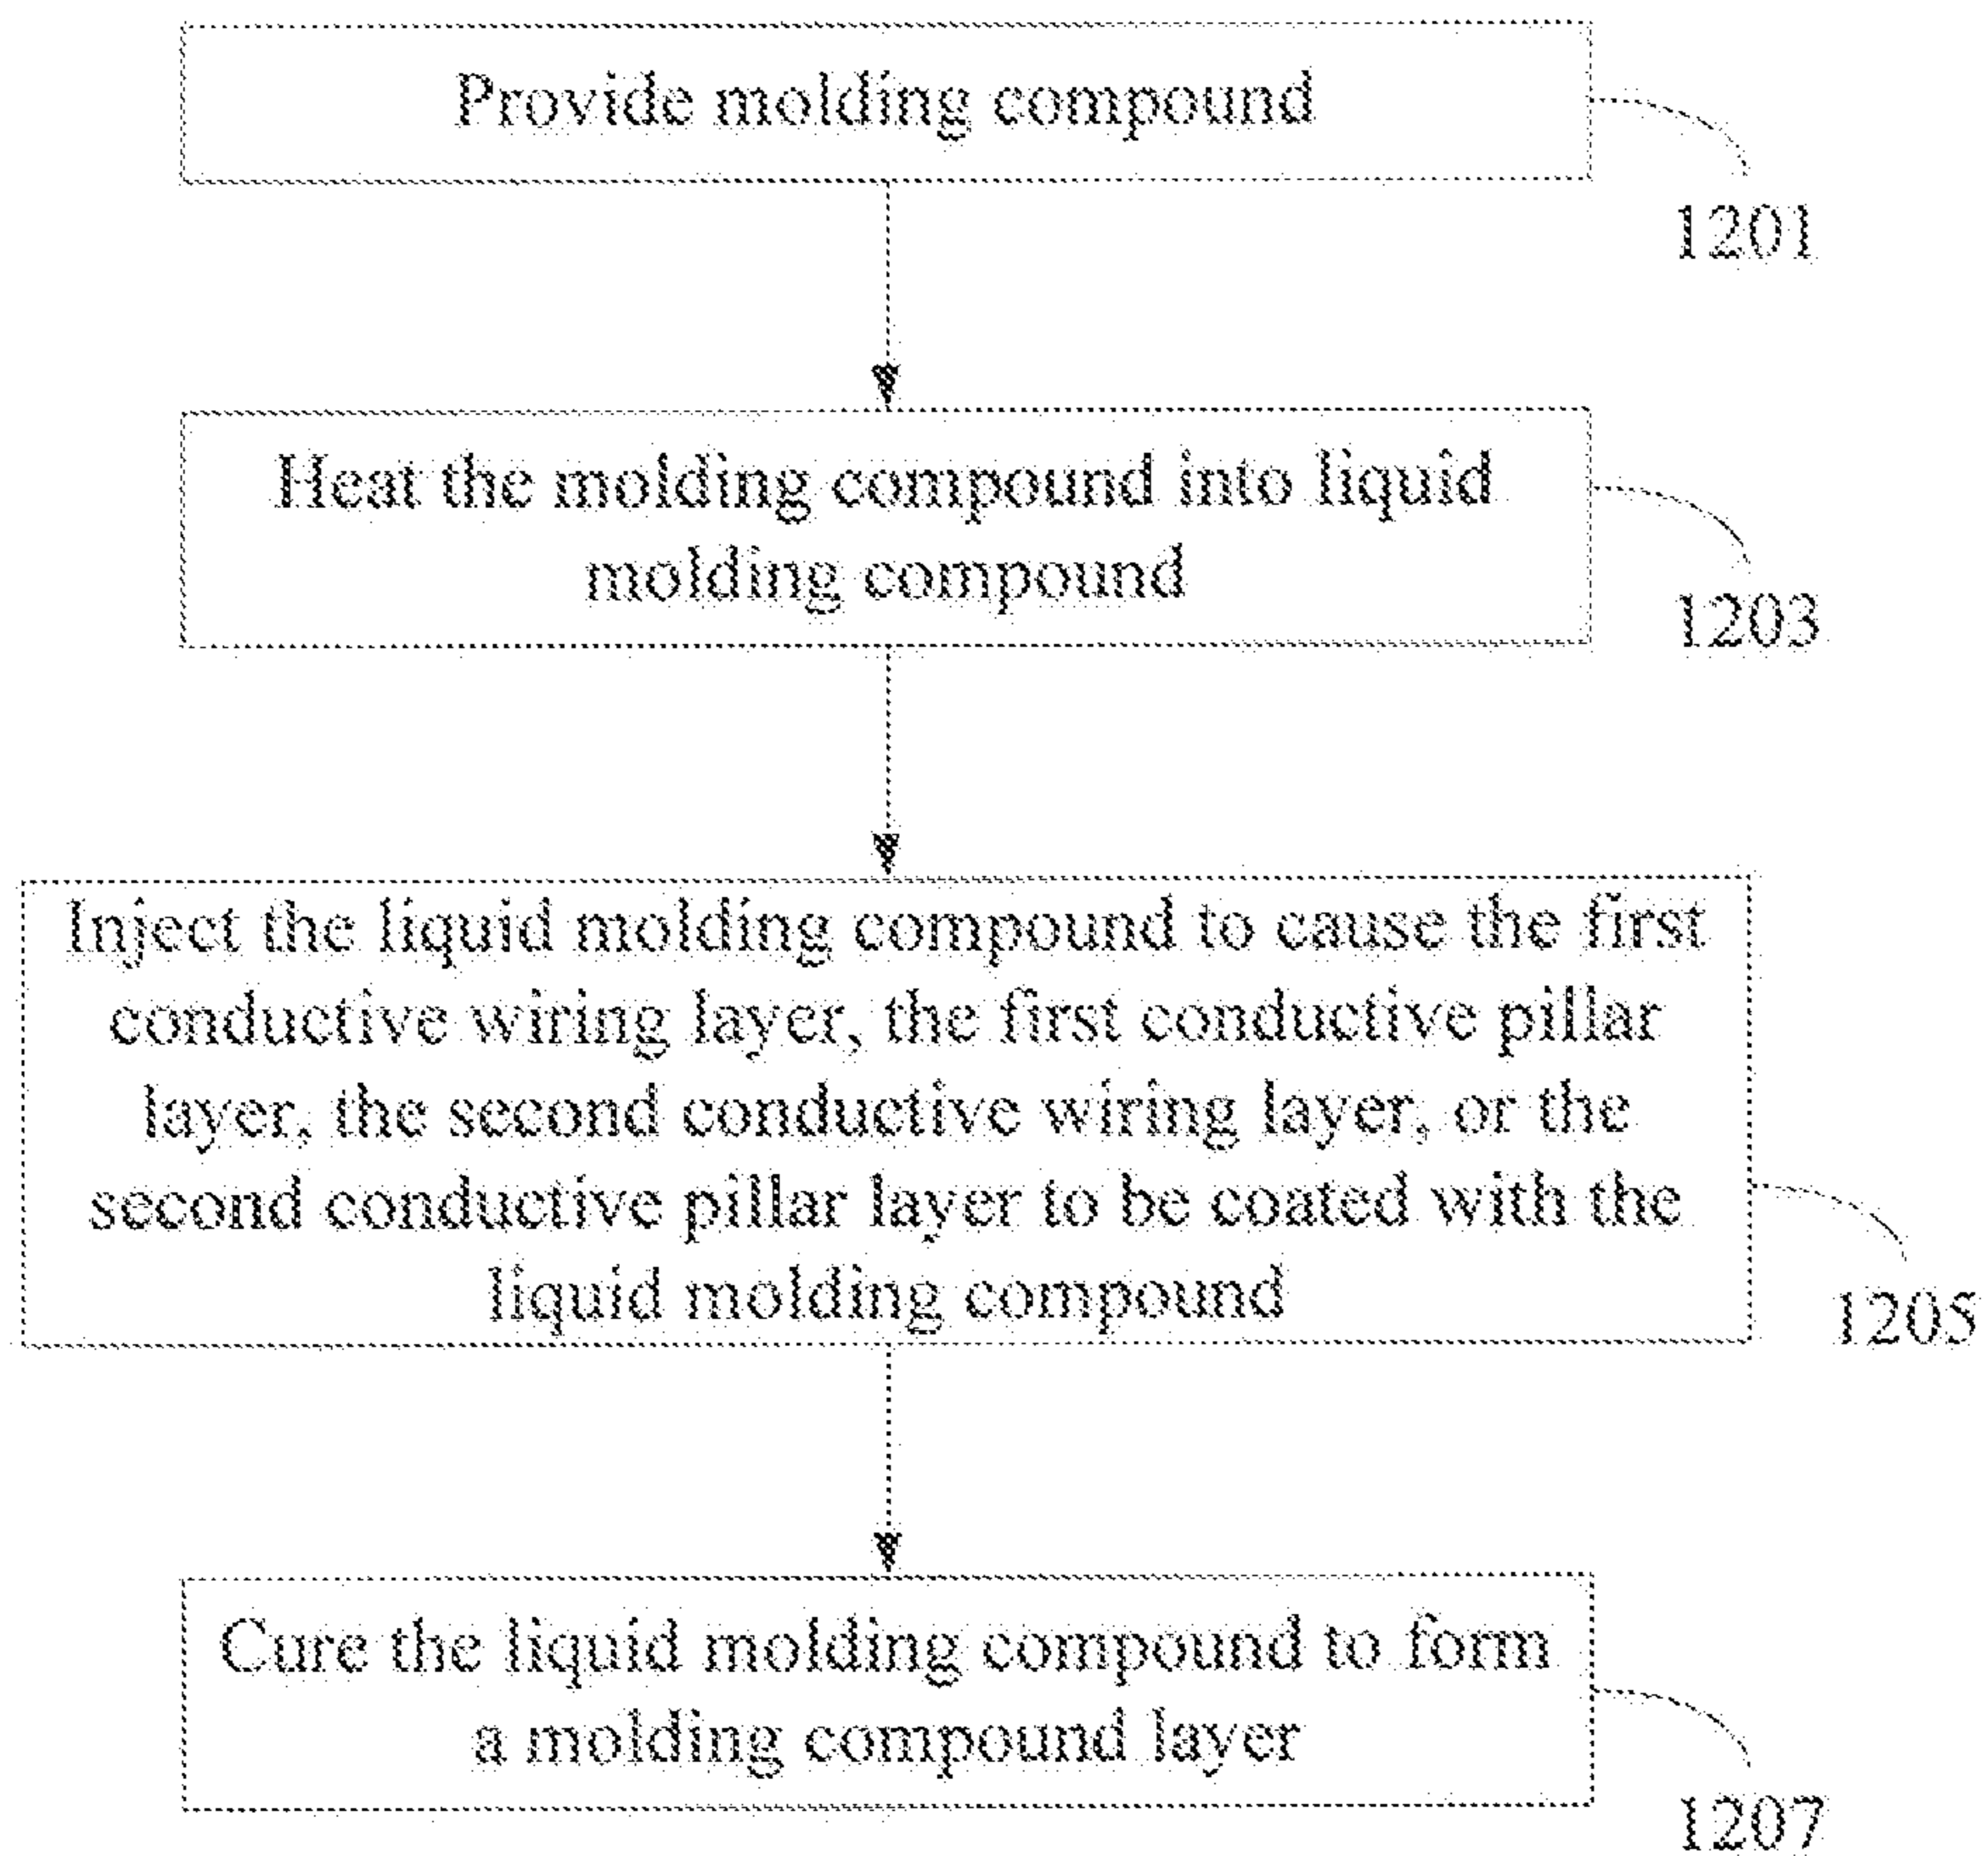 Provide molding compound
1201
Heat the molding compound into liquid
molding compound
1203
Inject the liquid molding compound to cause the first
conductive wiring layer, the first conductive pillar
layer, the second conductive wiring layer, or the
second conductive pillar layer to be coated with the
liquid molding compound
1205
Cure the liquid molding compound to form
a molding compound layer
1207